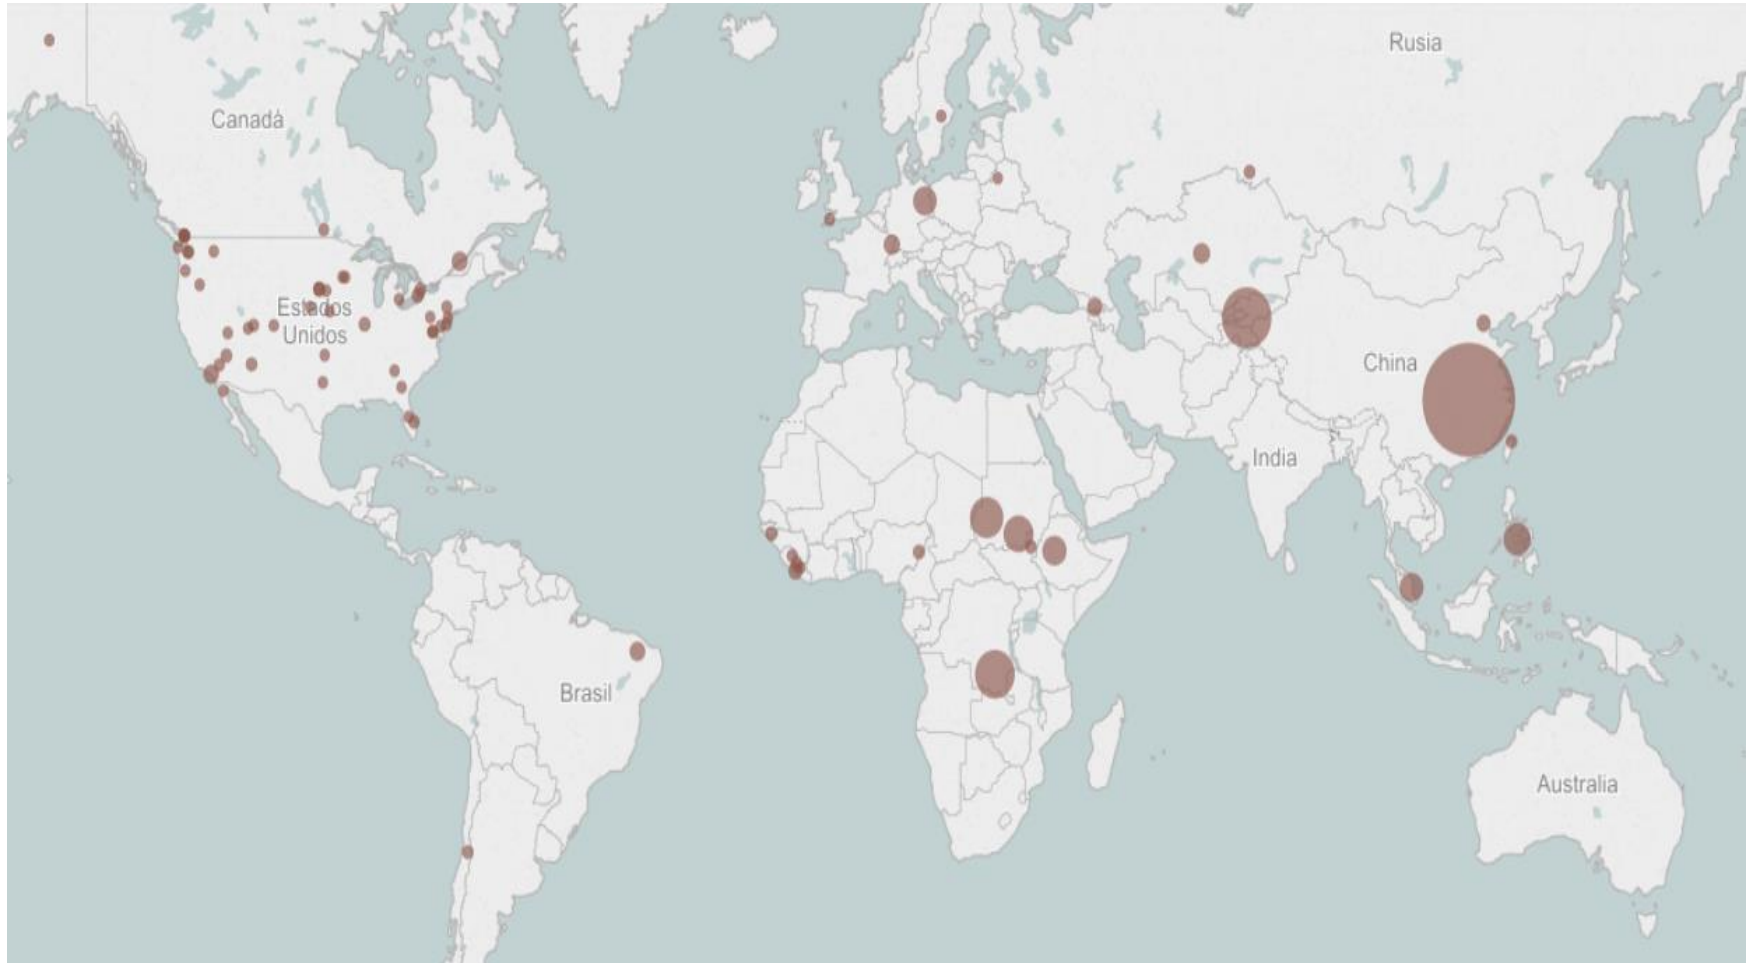 Rusia
Canadá
Estados
Unidos
China
India
Brasil
Australia